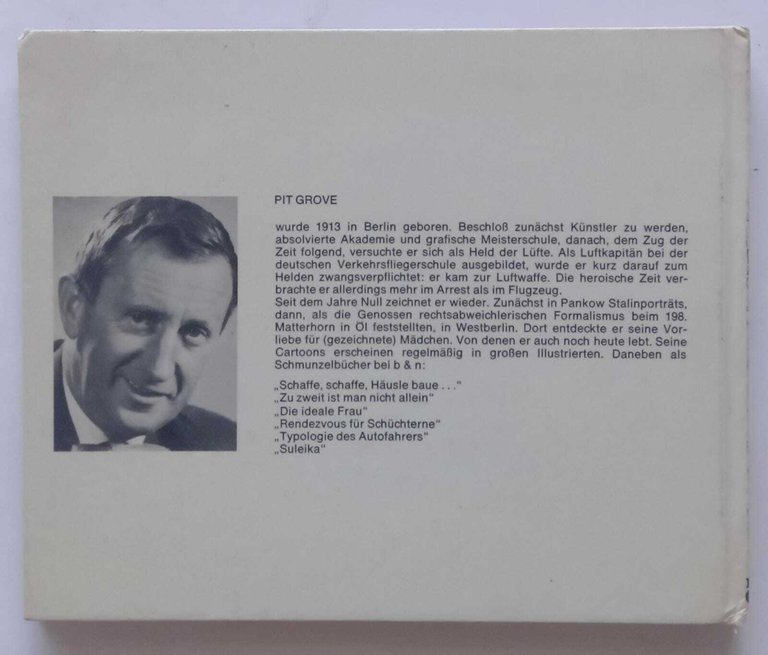 PIT GROVE
wurde 1913 in Berlin geboren. Beschloß zunächst Künstler zu werden,
absolvierte Akademie und grafische Meisterschule, danach, dem Zug der
Zeit folgend, versuchte er sich als Held der Lüfte. Als Luftkapitän bei der
deutschen Verkehrsfliegerschule ausgebildet, wurde er kurz darauf zum
Helden zwangsverpflichtet: er kam zur Luftwaffe. Die heroische Zeit ver-
brachte er allerdings mehr im Arrest als im Flugzeug.
Seit dem Jahre Null zeichnet er wieder. Zunächst in Pankow Stalinporträts,
dann, als die Genossen rechtsabweichlerischen Formalismus beim 198.
Matterhorn in Öl feststellten, in Westberlin. Dort entdeckte er seine Vor-
liebe für (gezeichnete) Mädchen. Von denen er auch noch heute lebt. Seine
Cartoons erscheinen regelmäßig in großen Illustrierten. Daneben als
Schmunzelbücher bei b & n:
„Schaffe, schaffe, Häusle baue . . .“
„Zu zweit ist man nicht allein“
„Die ideale Frau“
„Rendezvous für Schüchterne“
„Typologie des Autofahrers“
„Suleika“